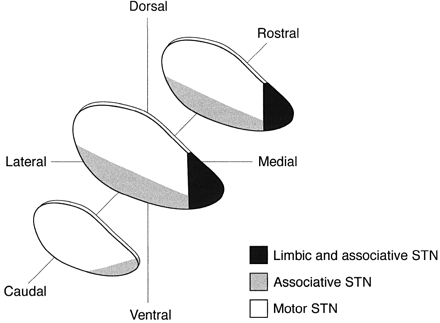 Dorsal
Rostral
Lateral
Medial
Caudal
Ventral
Limbic and associative STN
Associative STN
Motor STN